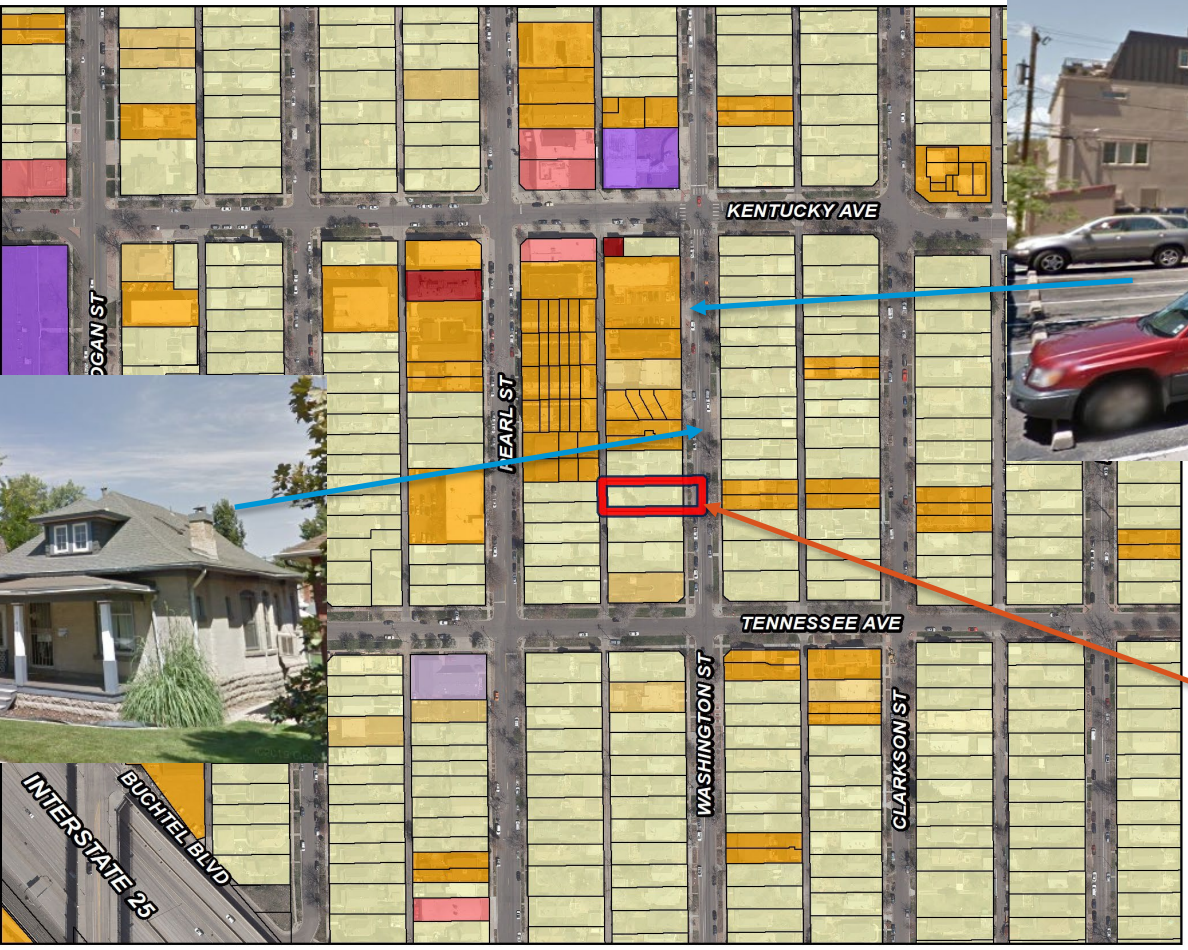 KENTUCKY AVE
OGAN ST
PEARL ST
TENNESSEE AVE
WASHINGTON ST
CLARKSON ST
BUCHTEL BLVD
INTERSTATE 25